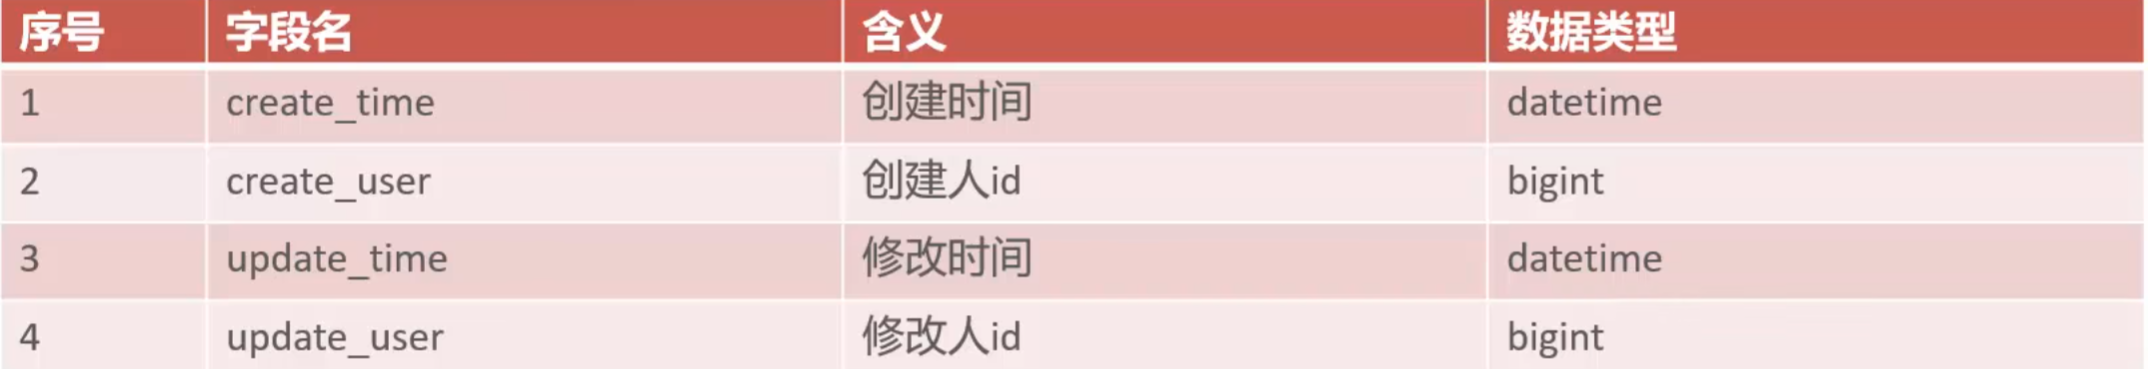 序号 字段名 含义 数据类型
1 create_time 创建时间 datetime
2 create_user 创建人id bigint
3 update_time 修改时间 datetime
4 update_user 修改人id bigint